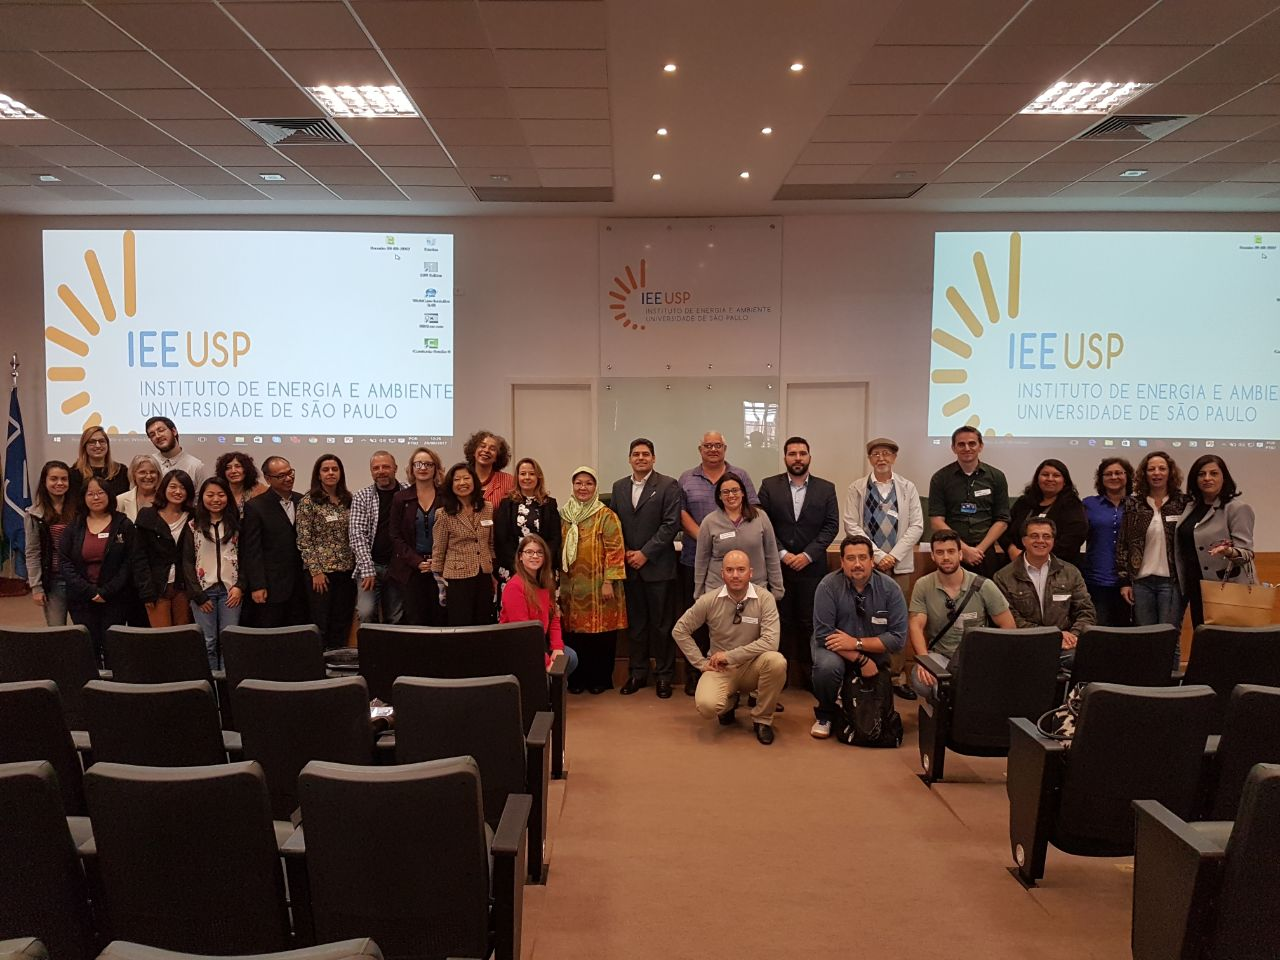 IEE USP
INSTITUTO DE ENERGIA E AMBIENTE
UNIVERSIDADE DE SÃO PAULO
IEE USP
INSTITUTO DE ENERGIA E AMBIENTE
UNIVERSIDADE DE SÃO PAULO
IEE USP
INSTITUTO DE ENERGIA E AMBIE
UNIVERSIDADE DE SÃO PAULO